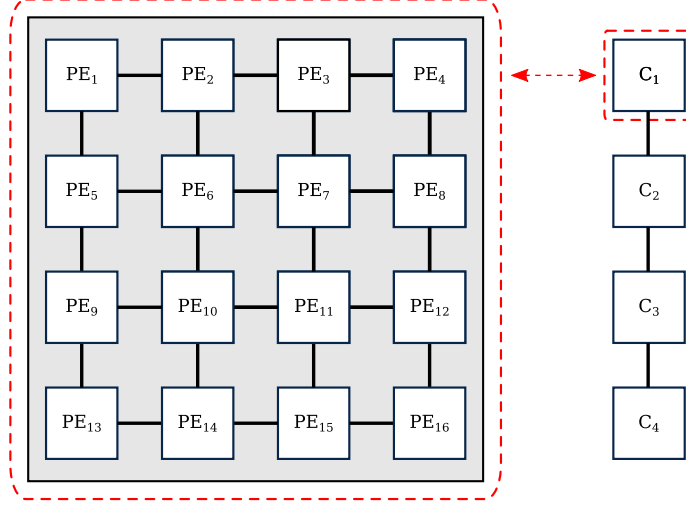 PE₁ PE₂ PE₃ PE₄ C₁
PE₅ PE₆ PE₇ PE₈ C₂
PE₉ PE₁₀ PE₁₁ PE₁₂ C₃
PE₁₃ PE₁₄ PE₁₅ PE₁₆ C₄